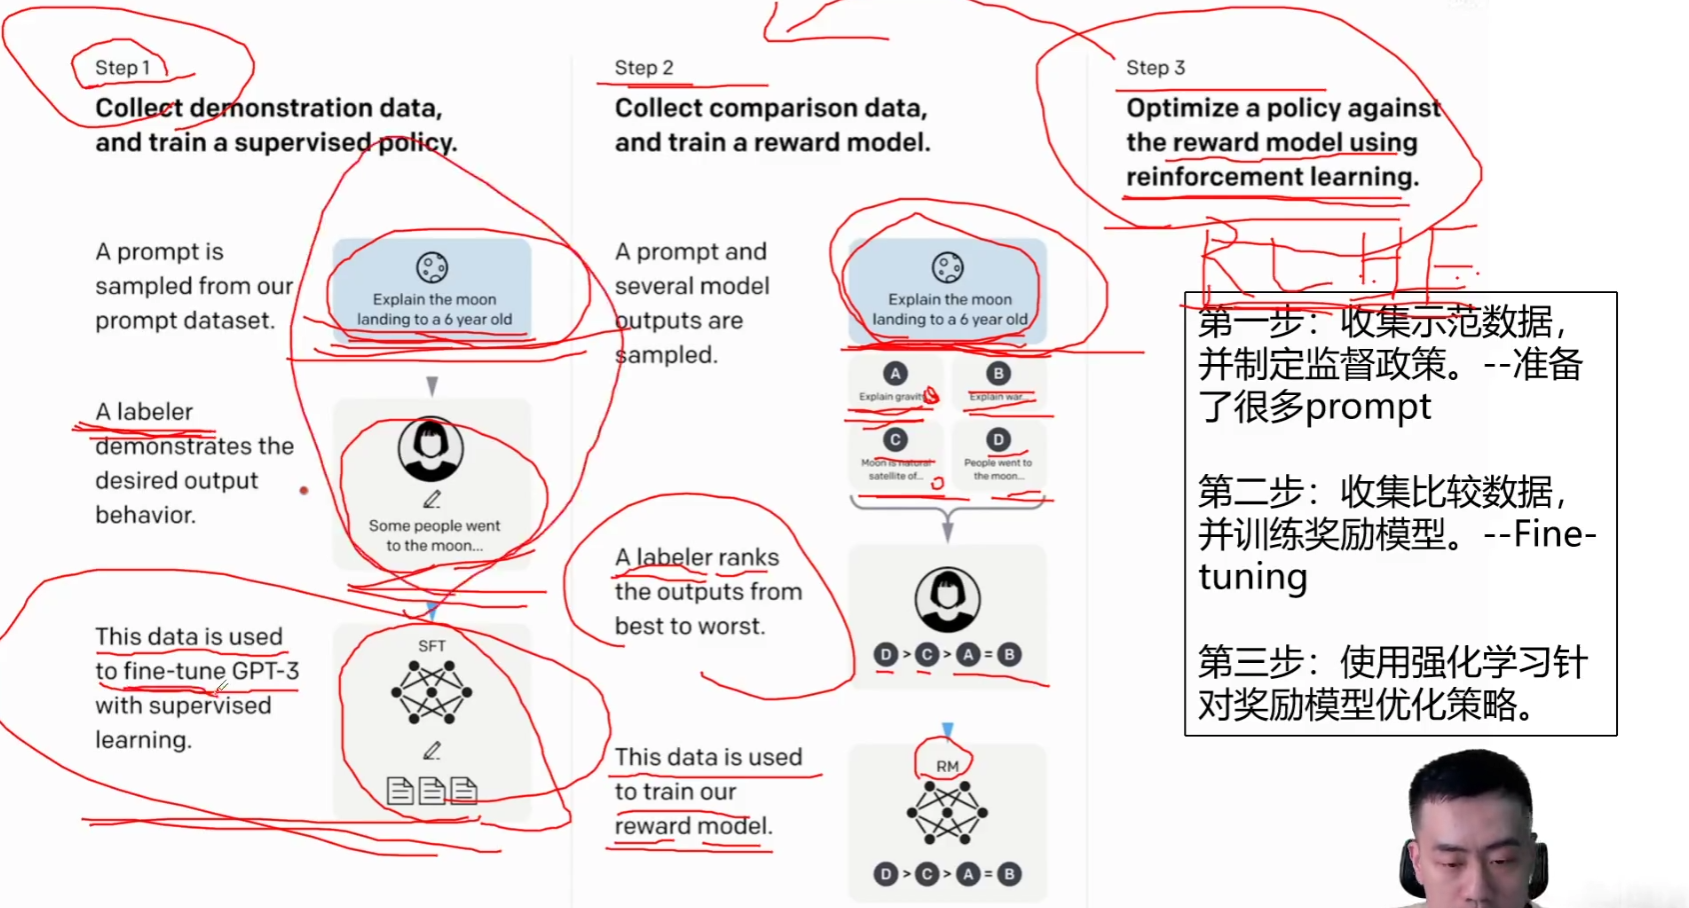 Step 1
Collect demonstration data,
and train a supervised policy.
A prompt is
sampled from our
prompt dataset.
Explain the moon
landing to a 6 year old
A labeler
demonstrates the
desired output
behavior.
Some people went
to the moon...
This data is used
to fine-tune GPT-3
with supervised
learning.
SFT
Step 2
Collect comparison data,
and train a reward model.
A prompt and
several model
outputs are
sampled.
Explain the moon
landing to a 6 year old
A
Explain gravity
B
Explain war...
C
Moon is natural
satellite of...
D
People went to
the moon...
A labeler ranks
the outputs from
best to worst.
D > C > A = B
This data is used
to train our
reward model.
RM
D > C > A = B
Step 3
Optimize a policy against
the reward model using
reinforcement learning.
RLHF
第一步：收集示范数据，
并制定监督政策。--准备
了很多prompt
第二步：收集比较数据，
并训练奖励模型。--Fine-
tuning
第三步：使用强化学习针
对奖励模型优化策略。